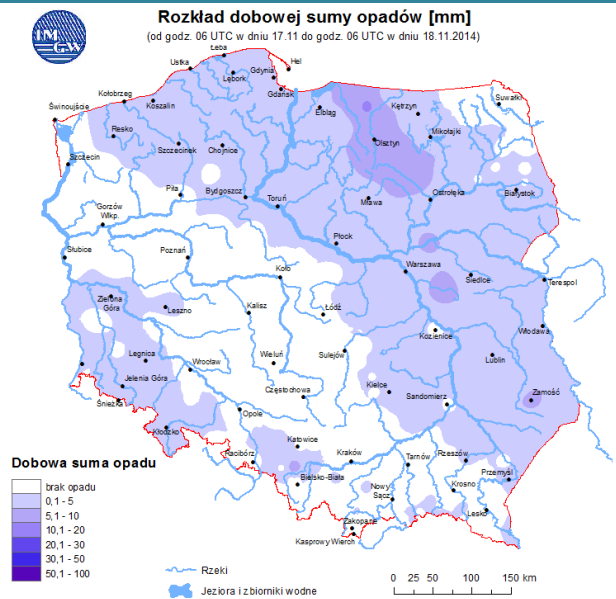 IM
GW
Rozkład dobowej sumy opadów [mm]
(od godz. 06 UTC w dniu 17.11 do godz. 06 UTC w dniu 18.11.2014)
Łeba
Ustka
Hel
Gdynia
Lębork
Gdańsk
Kołobrzeg
Koszalin
Świnoujście
Elbląg
Kętrzyn
Suwałki
Resko
Mikołajki
Olsztyn
Szczecinek
Chojnice
Szczecin
Piła
Bydgoszcz
Toruń
Mława
Ostrołęka
Białystok
Gorzów
Wlkp.
Płock
Słubice
Poznań
Koło
Warszawa
Siedlce
Terespol
Zielona
Góra
Leszno
Kalisz
Łódź
Kozienice
Włodawa
Legnica
Wrocław
Wieluń
Sulejów
Lublin
Jelenia Góra
Śnieżka
Częstochowa
Kielce
Sandomierz
Zamość
Opole
Kłodzko
Katowice
Racibórz
Kraków
Tarnów
Rzeszów
Bielsko-Biała
Przemyśl
Nowy
Sącz
Krosno
Lesko
Zakopane
Kasprowy Wierch
Dobowa suma opadu
brak opadu
0,1 - 5
5,1 - 10
10,1 - 20
20,1 - 30
30,1 - 50
50,1 - 100
Rzeki
Jeziora i zbiorniki wodne
0 25 50 100 150 km